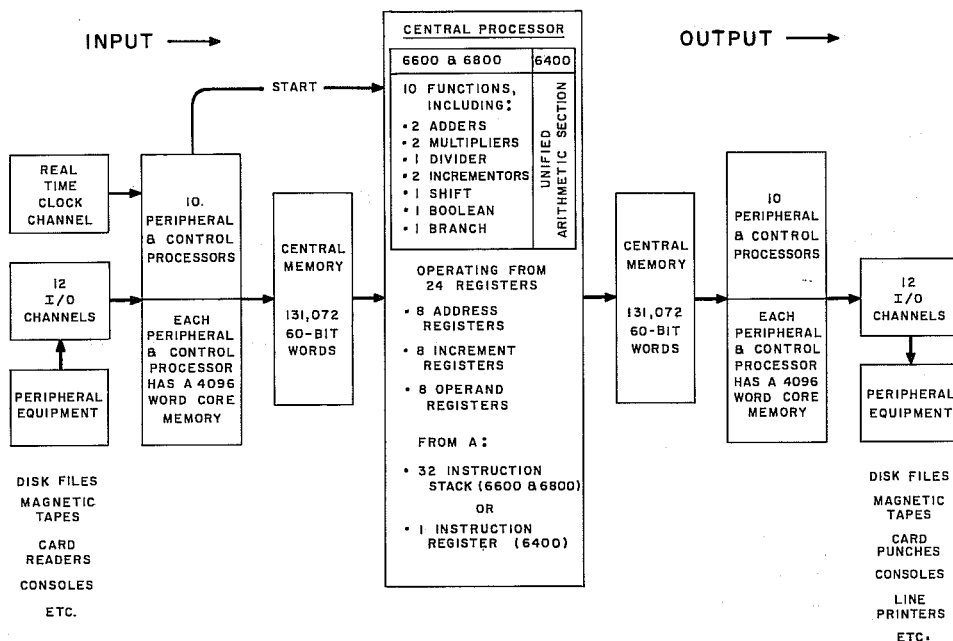 INPUT
START
REAL
TIME
CLOCK
CHANNEL
12
I/O
CHANNELS
PERIPHERAL
EQUIPMENT
DISK FILES
MAGNETIC
TAPES
CARD
READERS
CONSOLES
ETC.
10.
PERIPHERAL
& CONTROL
PROCESSORS
EACH
PERIPHERAL
& CONTROL
PROCESSOR
HAS A 4096
WORD CORE
MEMORY
CENTRAL
MEMORY
131,072
60-BIT
WORDS
CENTRAL PROCESSOR
6600 & 6800
10 FUNCTIONS,
INCLUDING:
• 2 ADDERS
• 2 MULTIPLIERS
• 1 DIVIDER
• 2 INCREMENTORS
• 1 SHIFT
• 1 BOOLEAN
• 1 BRANCH
6400
UNIFIED
ARITHMETIC SECTION
OPERATING FROM
24 REGISTERS
• 8 ADDRESS
REGISTERS
• 8 INCREMENT
REGISTERS
• 8 OPERAND
REGISTERS
FROM A:
• 32 INSTRUCTION
STACK (6600 & 6800)
OR
• 1 INSTRUCTION
REGISTER (6400)
OUTPUT
CENTRAL
MEMORY
131,072
60-BIT
WORDS
10
PERIPHERAL
& CONTROL
PROCESSORS
EACH
PERIPHERAL
& CONTROL
PROCESSOR
HAS A 4096
WORD CORE
MEMORY
12
I/O
CHANNELS
PERIPHERAL
EQUIPMENT
DISK FILES
MAGNETIC
TAPES
CARD
PUNCHES
CONSOLES
LINE
PRINTERS
ETC.